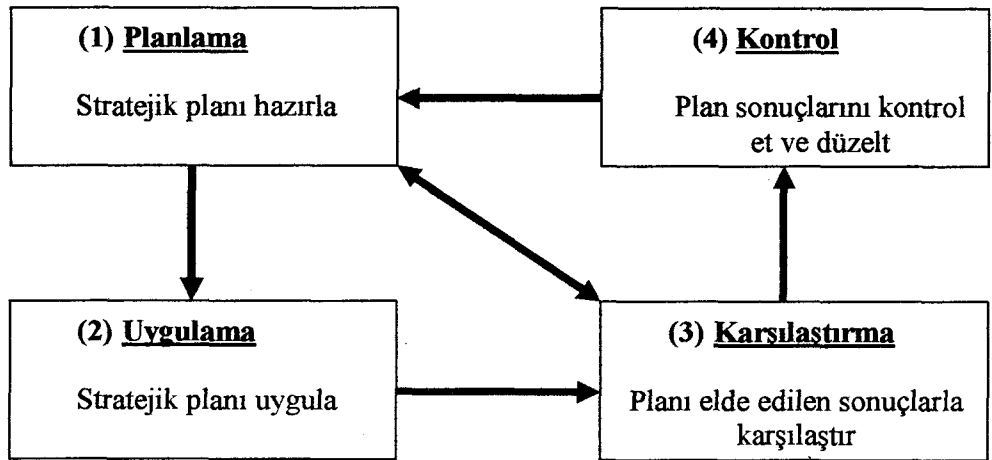 (1) Planlama
Stratejik planı hazırla
(4) Kontrol
Plan sonuçlarını kontrol
et ve düzelt
(2) Uygulama
Stratejik planı uygula
(3) Karşılaştırma
Planı elde edilen sonuçlarla
karşılaştır